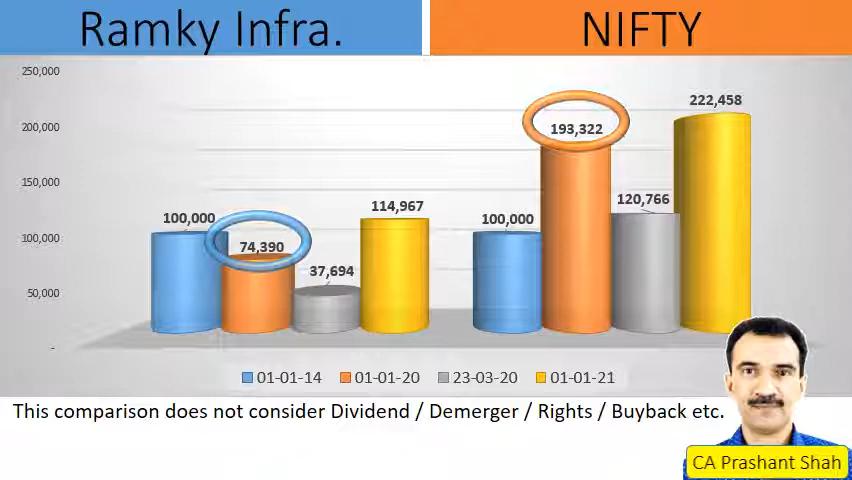 Ramky Infra.
NIFTY
250,000
200,000
150,000
100,000
50,000
-
100,000
74,390
37,694
114,967
100,000
193,322
120,766
222,458
01-01-14 01-01-20 23-03-20 01-01-21
This comparison does not consider Dividend / Demerger / Rights / Buyback etc.
CA Prashant Shah